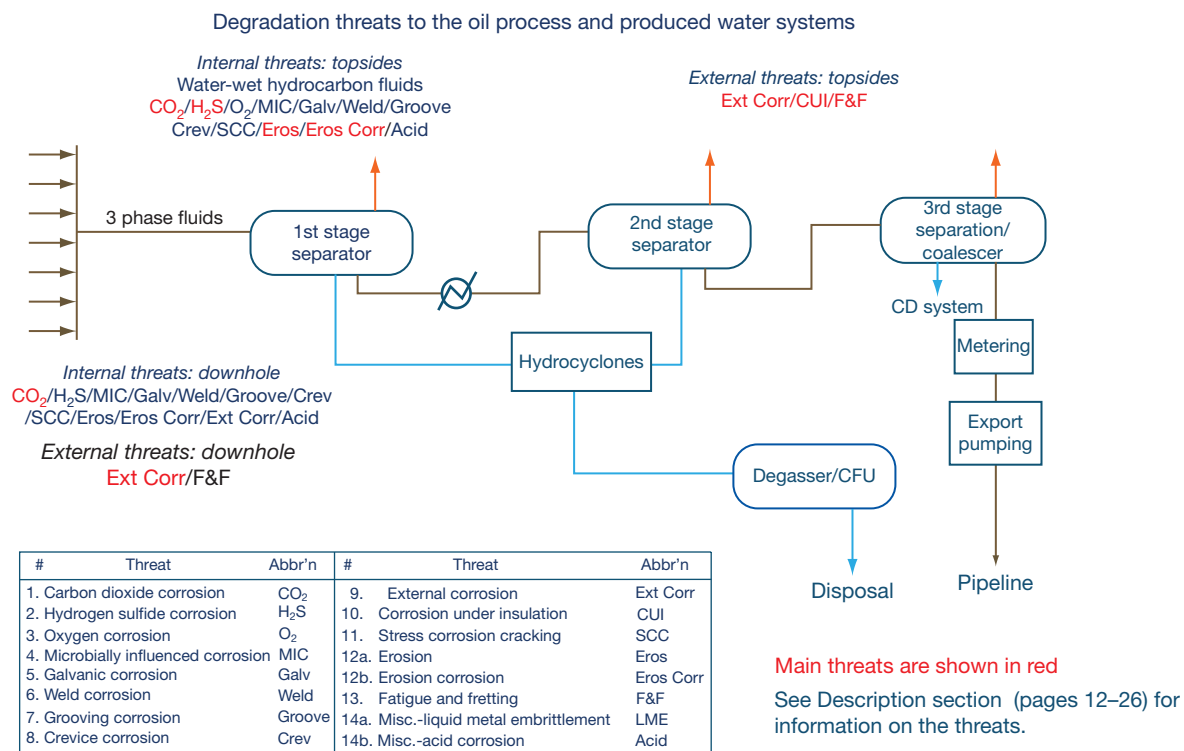 Degradation threats to the oil process and produced water systems
Internal threats: topsides
Water-wet hydrocarbon fluids
CO₂/H₂S/O₂/MIC/Galv/Weld/Groove
Crev/SCC/Eros/Eros Corr/Acid
External threats: topsides
Ext Corr/CUI/F&F
3 phase fluids
1st stage
separator
2nd stage
separator
3rd stage
separation/
coalescer
CD system
Hydrocyclones
Metering
Export
pumping
Degasser/CFU
Disposal
Pipeline
Internal threats: downhole
CO₂/H₂S/MIC/Galv/Weld/Groove/Crev
/SCC/Eros/Eros Corr/Ext Corr/Acid
External threats: downhole
Ext Corr/F&F
# Threat Abbr'n # Threat Abbr'n
1. Carbon dioxide corrosion CO₂ 9. External corrosion Ext Corr
2. Hydrogen sulfide corrosion H₂S 10. Corrosion under insulation CUI
3. Oxygen corrosion O₂ 11. Stress corrosion cracking SCC
4. Microbially influenced corrosion MIC 12a. Erosion Eros
5. Galvanic corrosion Galv 12b. Erosion corrosion Eros Corr
6. Weld corrosion Weld 13. Fatigue and fretting F&F
7. Grooving corrosion Groove 14a. Misc.-liquid metal embrittlement LME
8. Crevice corrosion Crev 14b. Misc.-acid corrosion Acid
Main threats are shown in red
See Description section (pages 12–26) for
information on the threats.